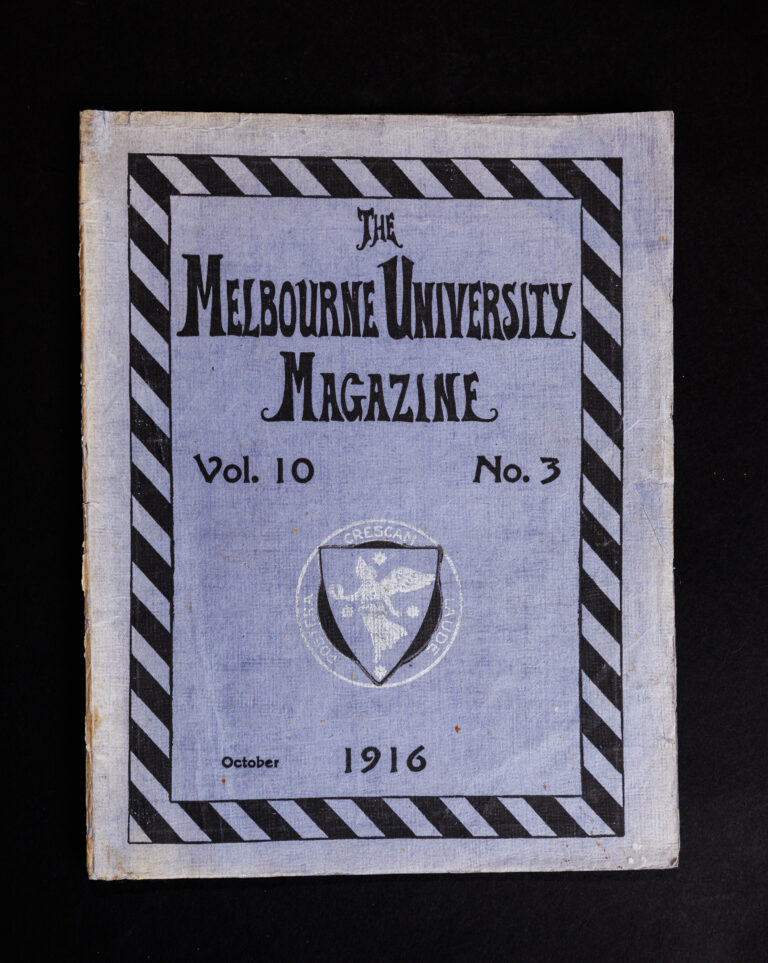 THE
MELBOURNE UNIVERSITY
MAGAZINE
Vol. 10 No. 3
POSTERA CRESCAM LAUDE
October 1916